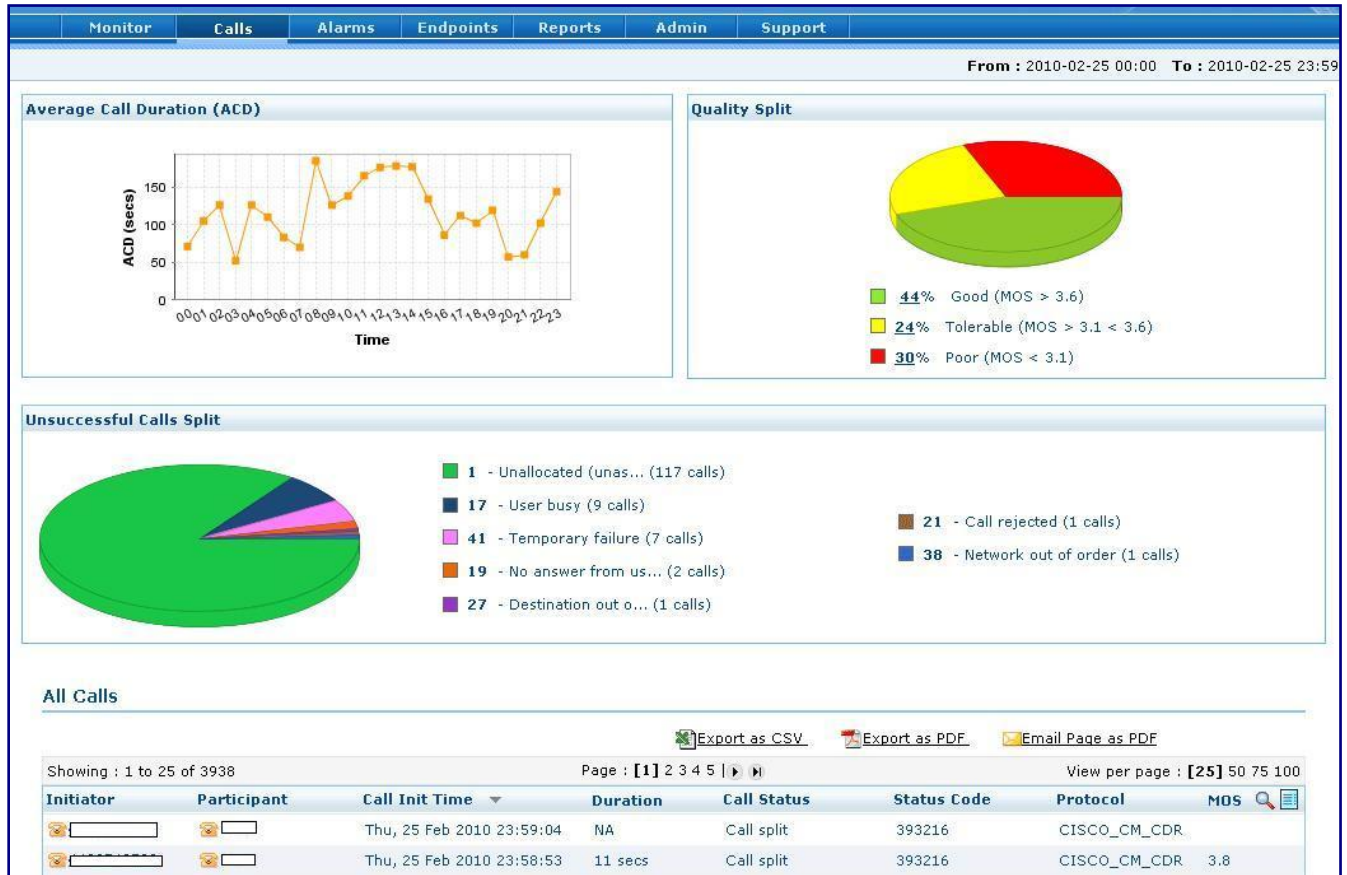 Monitor Calls Alarms Endpoints Reports Admin Support
From : 2010-02-25 00:00 To : 2010-02-25 23:59
Average Call Duration (ACD)
150
100
50
0
ACD (secs)
00 01 02 03 04 05 06 07 08 09 10 11 12 13 14 15 16 17 18 19 20 21 22 23
Time
Quality Split
44% Good (MOS > 3.6)
24% Tolerable (MOS > 3.1 < 3.6)
30% Poor (MOS < 3.1)
Unsuccessful Calls Split
1 - Unallocated (unas... (117 calls)
17 - User busy (9 calls)
41 - Temporary failure (7 calls)
19 - No answer from us... (2 calls)
27 - Destination out o... (1 calls)
21 - Call rejected (1 calls)
38 - Network out of order (1 calls)
All Calls
Export as CSV Export as PDF Email Page as PDF
Showing : 1 to 25 of 3938 Page : [1] 2 3 4 5 | View per page : [25] 50 75 100
Initiator Participant Call Init Time Duration Call Status Status Code Protocol MOS
Thu, 25 Feb 2010 23:59:04 NA Call split 393216 CISCO_CM_CDR
Thu, 25 Feb 2010 23:58:53 11 secs Call split 393216 CISCO_CM_CDR 3.8